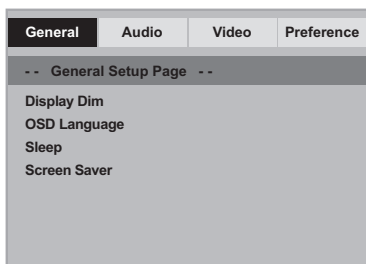 General Audio Video Preference
- - General Setup Page - -
Display Dim
OSD Language
Sleep
Screen Saver